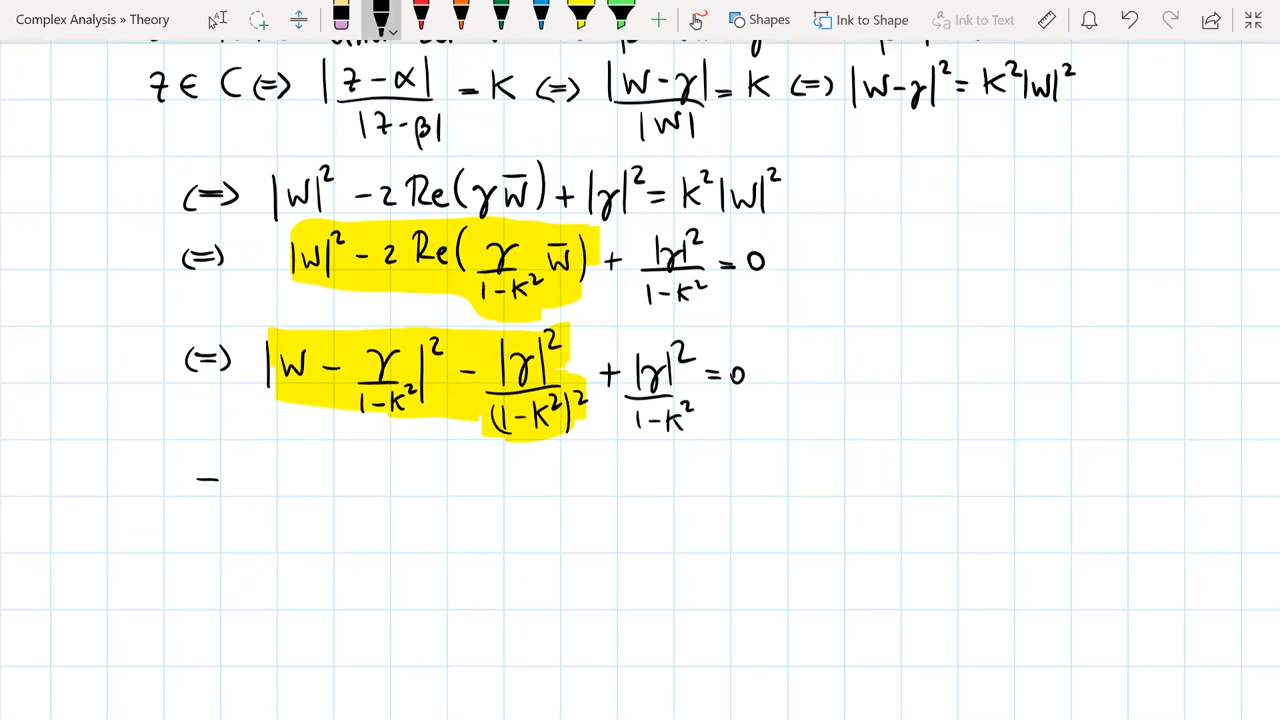 Complex Analysis » Theory
Shapes
Ink to Shape
Ink to Text
z ∈ C ⟺ |z - α| / |z - β| = K ⟺ |w - γ| / |w| = K ⟺ |w - γ|² = K²|w|²
⟺ |w|² - 2 Re(γ w̅) + |γ|² = K²|w|²
⟺ |w|² - 2 Re(γ/(1-K²) w̅) + |γ|²/(1-K²) = 0
⟺ |w - γ/(1-K²)|² - |γ|²/(1-K²)² + |γ|²/(1-K²) = 0